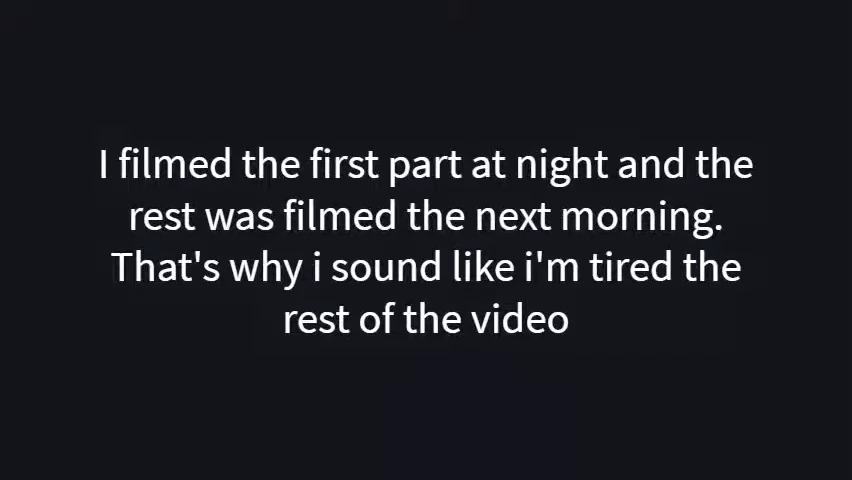 I filmed the first part at night and the
rest was filmed the next morning.
That's why i sound like i'm tired the
rest of the video